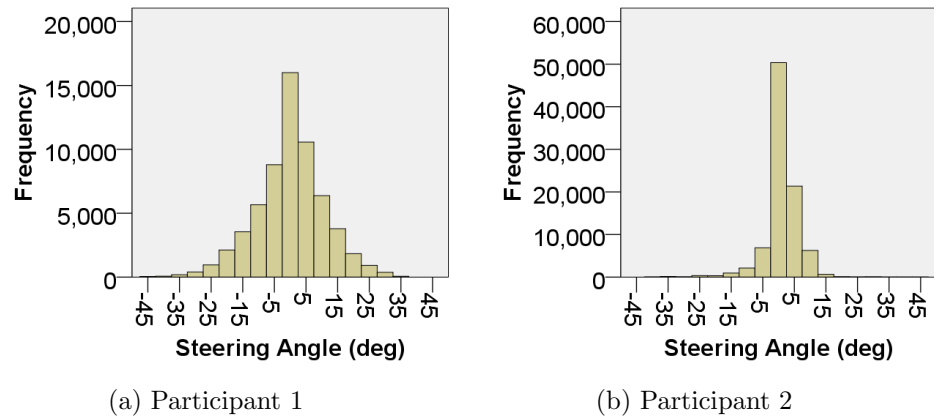 20,000
15,000
10,000
5,000
0
Frequency
-45 -35 -25 -15 -5 5 15 25 35 45
Steering Angle (deg)
(a) Participant 1
60,000
50,000
40,000
30,000
20,000
10,000
0
Frequency
-45 -35 -25 -15 -5 5 15 25 35 45
Steering Angle (deg)
(b) Participant 2